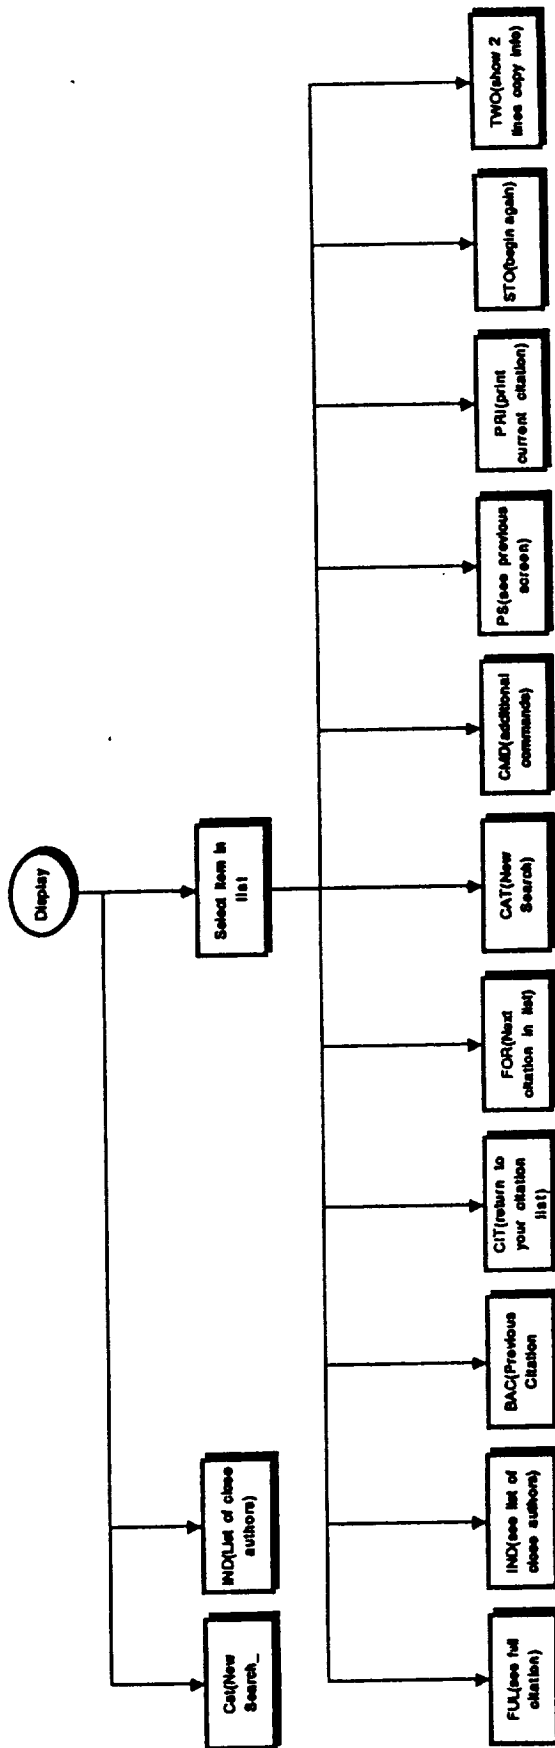 Display
Cat(New
Search_
IND(List of close
authors)
Select item in
list
FUL(see full
citation)
IND(see list of
close authors)
BAC(Previous
Citation
CIT(return to
your citation
list)
FOR(Next
citation in list)
CAT(New
Search)
CMD(additional
commands)
PS(see previous
screen)
PRI(print
current citation)
STO(begin again)
TWO(show 2
lines copy info)